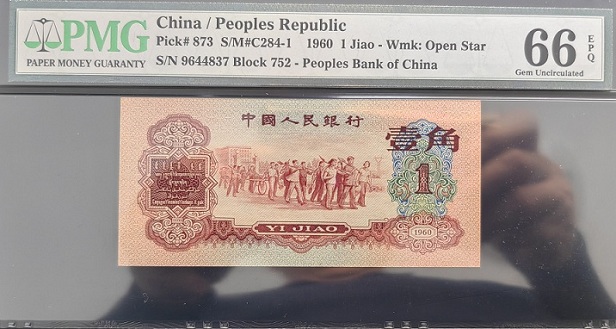 PMG
PAPER MONEY GUARANTY
China / Peoples Republic
Pick# 873 S/M#C284-1 1960 1 Jiao - Wmk: Open Star
S/N 9644837 Block 752 - Peoples Bank of China
66
EPQ
Gem Uncirculated
中國人民銀行
壹角
1
YI JIAO
1960